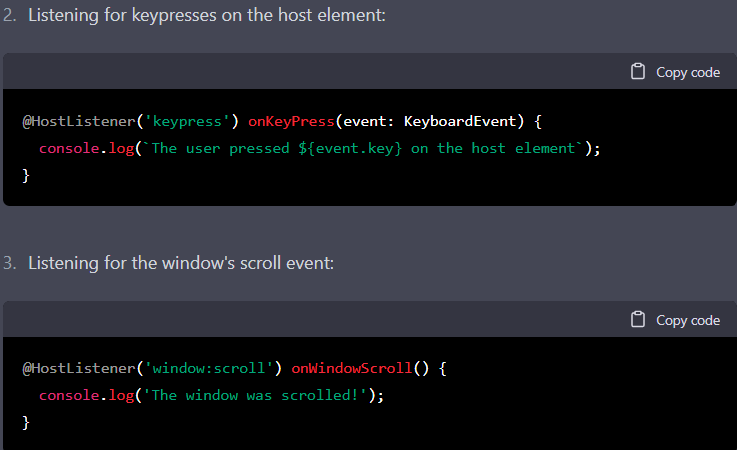 2. Listening for keypresses on the host element:
Copy code
@HostListener('keypress') onKeyPress(event: KeyboardEvent) {
  console.log(`The user pressed ${event.key} on the host element`);
}
3. Listening for the window's scroll event:
Copy code
@HostListener('window:scroll') onWindowScroll() {
  console.log('The window was scrolled!');
}